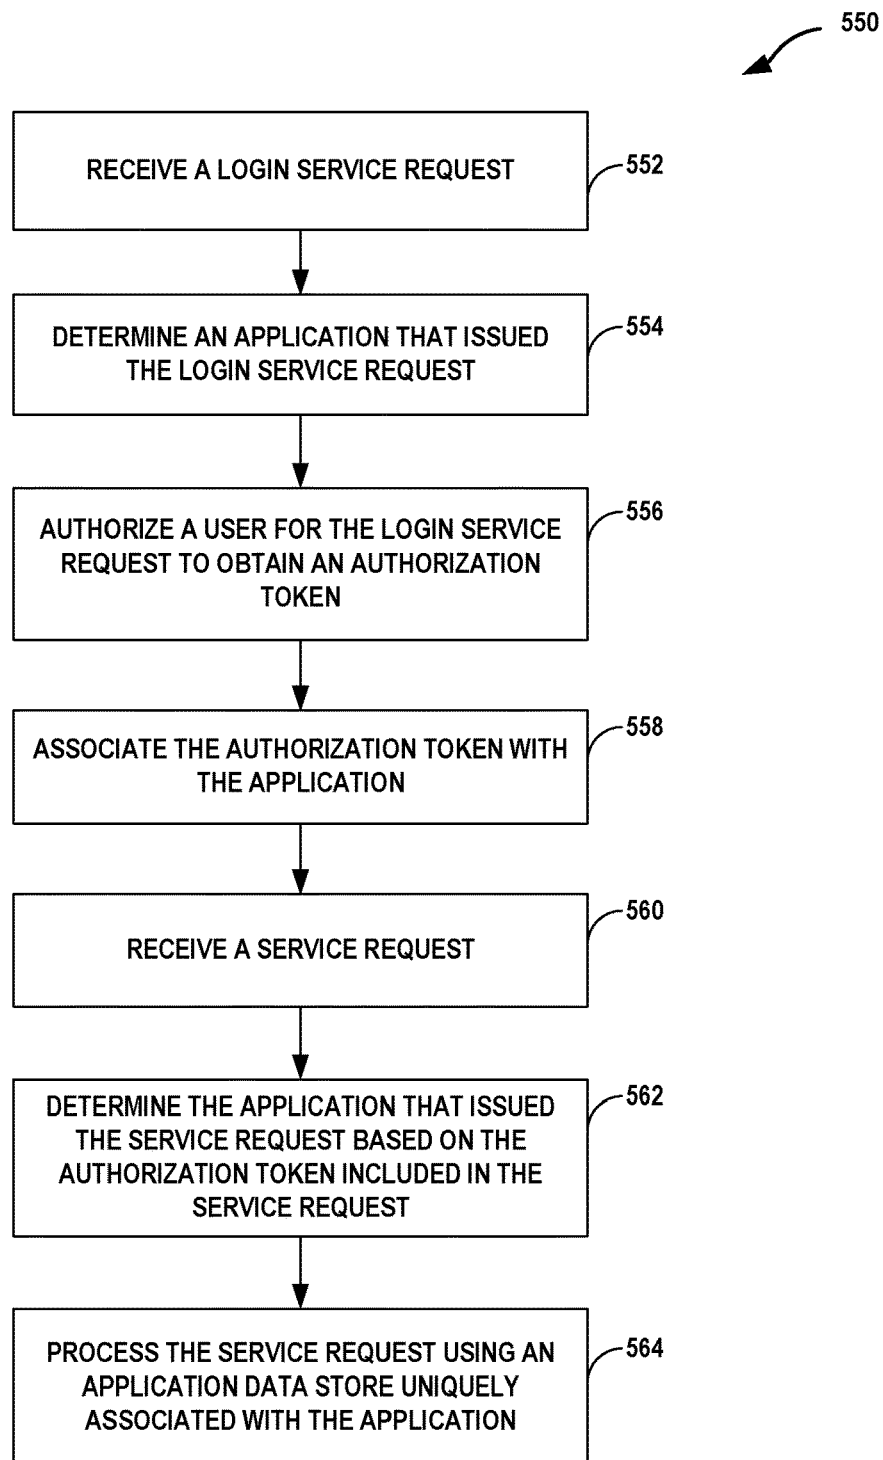 550
RECEIVE A LOGIN SERVICE REQUEST
552
DETERMINE AN APPLICATION THAT ISSUED
THE LOGIN SERVICE REQUEST
554
AUTHORIZE A USER FOR THE LOGIN SERVICE
REQUEST TO OBTAIN AN AUTHORIZATION
TOKEN
556
ASSOCIATE THE AUTHORIZATION TOKEN WITH
THE APPLICATION
558
RECEIVE A SERVICE REQUEST
560
DETERMINE THE APPLICATION THAT ISSUED
THE SERVICE REQUEST BASED ON THE
AUTHORIZATION TOKEN INCLUDED IN THE
SERVICE REQUEST
562
PROCESS THE SERVICE REQUEST USING AN
APPLICATION DATA STORE UNIQUELY
ASSOCIATED WITH THE APPLICATION
564